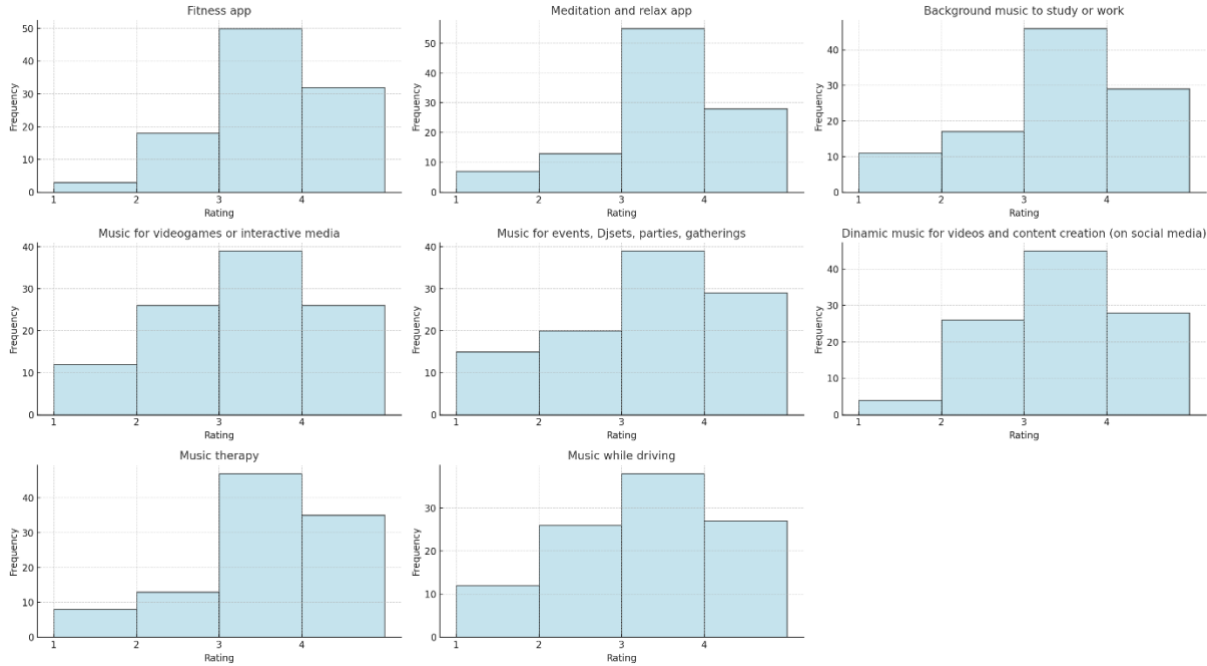 Fitness app
Meditation and relax app
Background music to study or work
50
40
30
20
10
0
Frequency
1 2 3 4
Rating
50
40
30
20
10
0
Frequency
1 2 3 4
Rating
40
30
20
10
0
Frequency
1 2 3 4
Rating
Music for videogames or interactive media
Music for events, Djsets, parties, gatherings
Dinamic music for videos and content creation (on social media)
40
30
20
10
0
Frequency
1 2 3 4
Rating
40
30
20
10
0
Frequency
1 2 3 4
Rating
40
30
20
10
0
Frequency
1 2 3 4
Rating
Music therapy
Music while driving
40
30
20
10
0
Frequency
1 2 3 4
Rating
30
20
10
0
Frequency
1 2 3 4
Rating